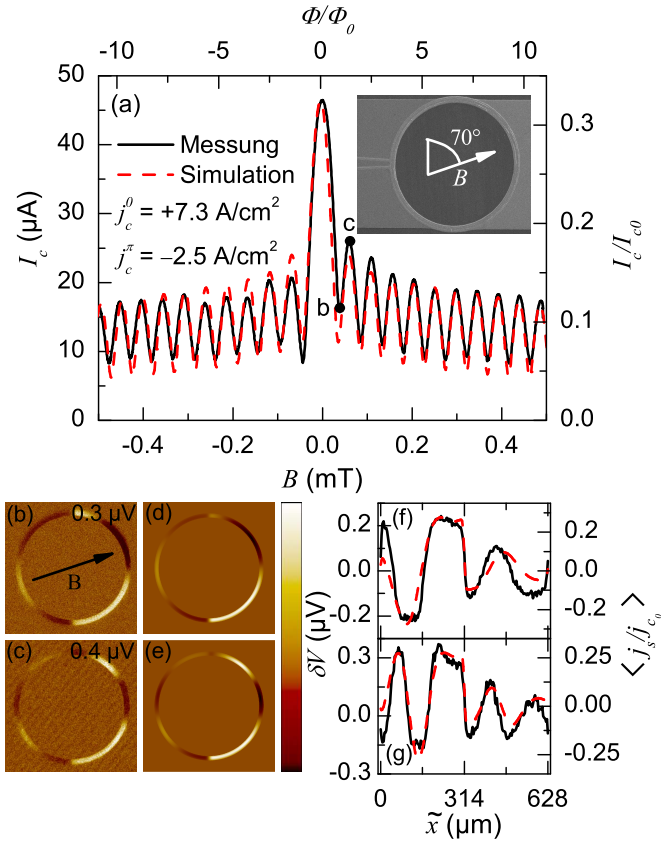 Φ/Φ0
-10 -5 0 5 10
50
40
30
20
10
0
Ic (µA)
(a)
Messung
Simulation
jc0 = +7.3 A/cm2
jcπ = −2.5 A/cm2
70°
B
c
b
0.3
0.2
0.1
0.0
Ic/Ic0
-0.4 -0.2 0.0 0.2 0.4
B (mT)
(b) 0.3 µV
B
(d)
(c) 0.4 µV
(e)
0.2
0.0
-0.2
(f)
0.2
0.0
-0.2
0.3
0.0
-0.3
(g)
0.25
0.00
-0.25
δV (µV)
< js/jc0 >
0 314 628
x̃ (µm)